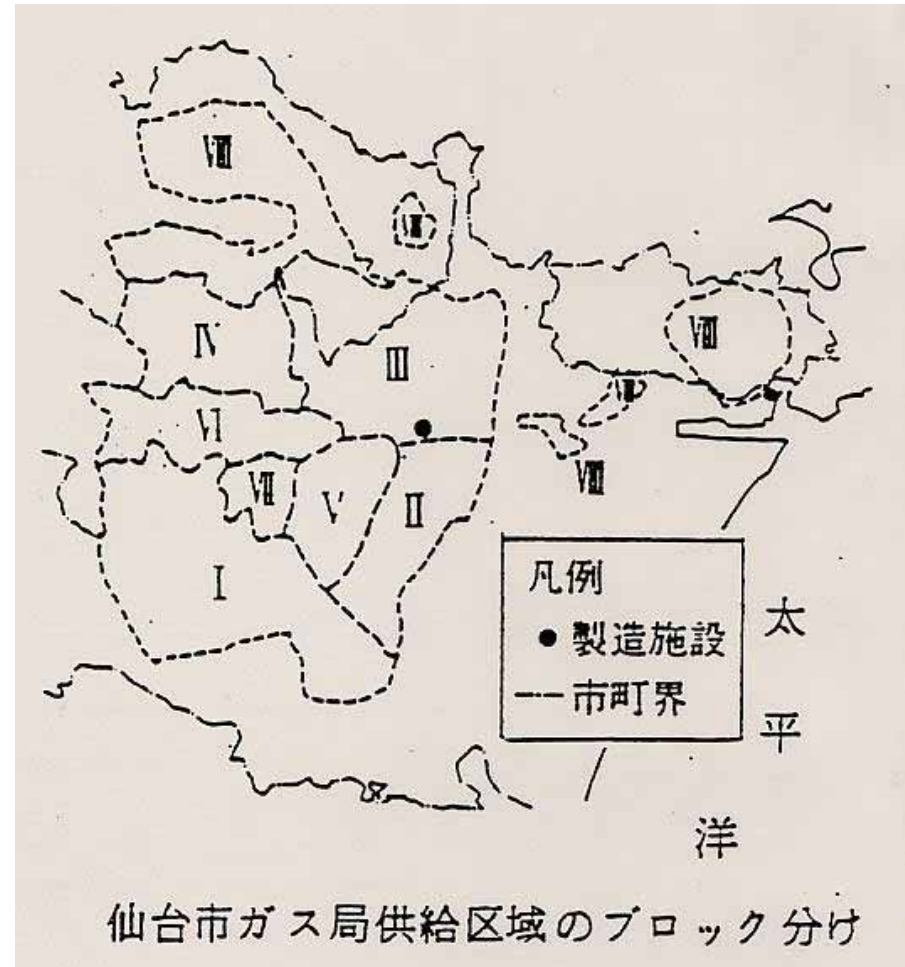 Ⅷ
Ⅷ
Ⅳ
Ⅲ
Ⅷ
Ⅵ
Ⅷ
Ⅶ
Ⅴ
Ⅱ
Ⅷ
Ⅰ
凡例
●製造施設
−・−市町界
太
平
洋
仙台市ガス局供給区域のブロック分け